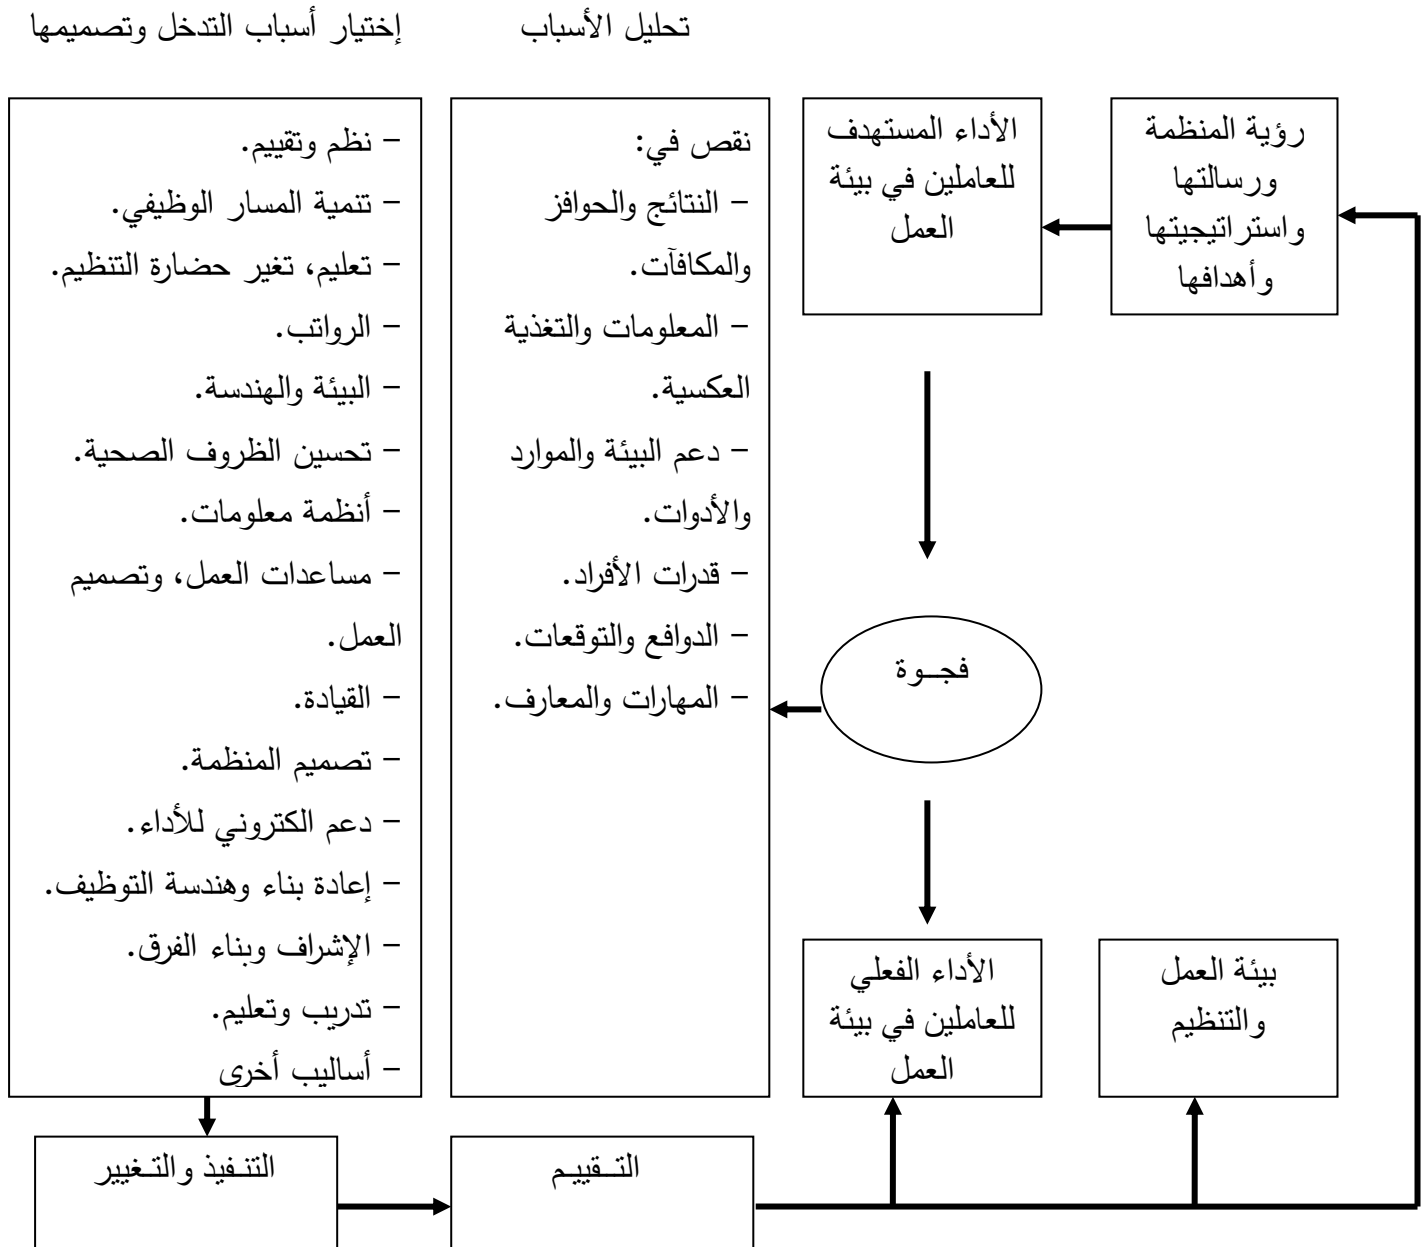 تحليل الأسباب
إختيار أسباب التدخل وتصميمها
رؤية المنظمة
ورسالتها
واستراتيجيتها
وأهدافها
الأداء المستهدف
للعاملين في بيئة
العمل
نقص في:
– النتائج والحوافز
والمكافآت.
– المعلومات والتغذية
العكسية.
– دعم البيئة والموارد
والأدوات.
– قدرات الأفراد.
– الدوافع والتوقعات.
– المهارات والمعارف.
– نظم وتقييم.
– تنمية المسار الوظيفي.
– تعليم، تغير حضارة التنظيم.
– الرواتب.
– البيئة والهندسة.
– تحسين الظروف الصحية.
– أنظمة معلومات.
– مساعدات العمل، وتصميم
العمل.
– القيادة.
– تصميم المنظمة.
– دعم الكتروني للأداء.
– إعادة بناء وهندسة التوظيف.
– الإشراف وبناء الفرق.
– تدريب وتعليم.
– أساليب أخرى
فجــوة
بيئة العمل
والتنظيم
الأداء الفعلي
للعاملين في بيئة
العمل
التــقييـم
التنـفيذ والتـغيير